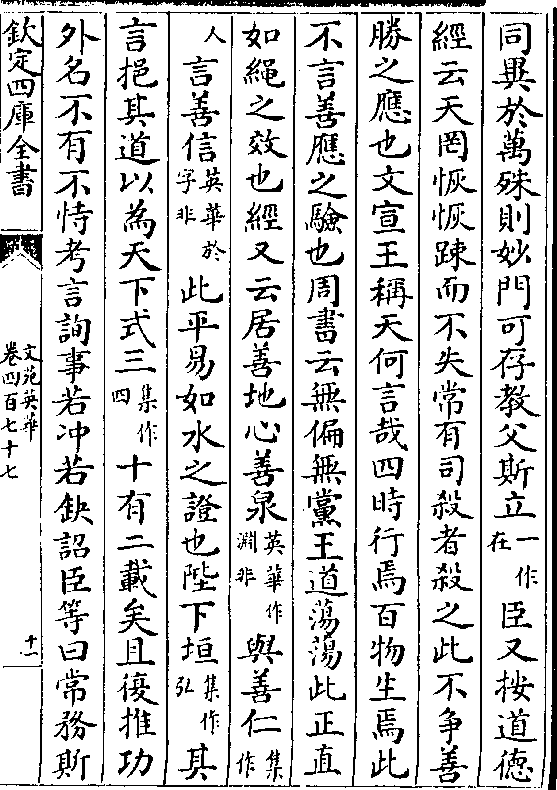 同異於萬殊則妙門可存教父斯立一作在臣又按道德
經云天罔恢恢踈而不失常有司殺者殺之此不争善
勝之應也文宣王稱天何言哉四時行焉百物生焉此
不言善應之驗也周書云無偏無黨王道蕩蕩此正直
如繩之效也經又云居善地心善泉英華作淵非與善仁集作
人言善信英華於字非此平易如水之證也陛下垣集作弘其
言挹其道以為天下式三集作四十有二載矣且復推功
外名不有不恃考言詢事若冲若缺詔臣等曰常務斯
欽定四庫全書
文苑英華
卷四百七十七
十一